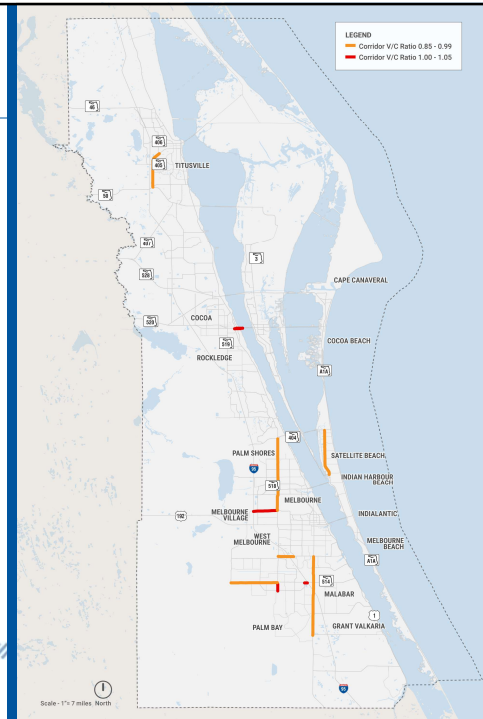 LEGEND
Corridor V/C Ratio 0.85 - 0.99
Corridor V/C Ratio 1.00 - 1.05
46
406
405
TITUSVILLE
50
407
3
528
CAPE CANAVERAL
COCOA
520
519
COCOA BEACH
ROCKLEDGE
A1A
404
PALM SHORES
SATELLITE BEACH
95
INDIAN HARBOUR
BEACH
518
MELBOURNE
192
MELBOURNE
VILLAGE
INDIALANTIC
WEST
MELBOURNE
MELBOURNE
BEACH
A1A
514
MALABAR
1
PALM BAY
GRANT VALKARIA
95
Scale - 1"= 7 miles North